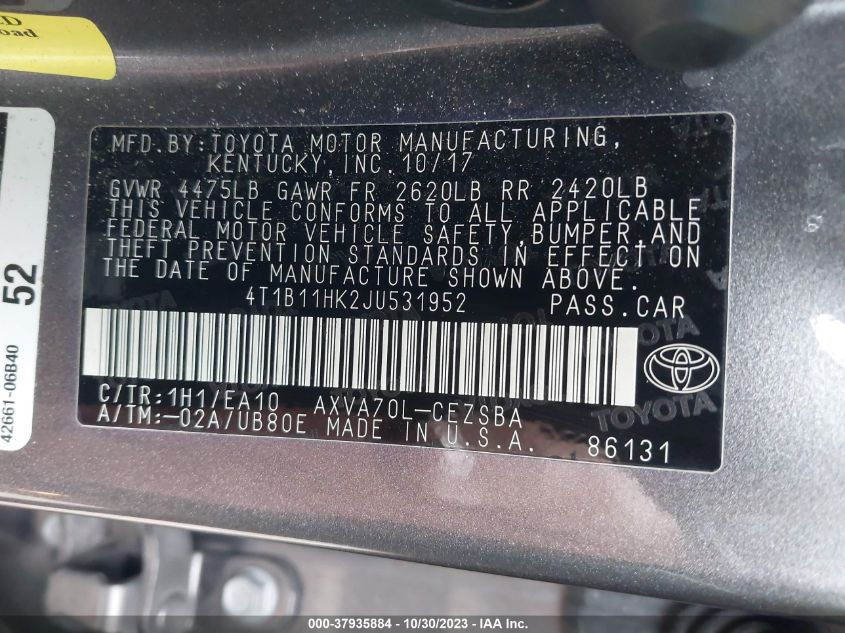 D
oad
52
42661-06B40
MFD.BY:TOYOTA MOTOR MANUFACTURING,
KENTUCKY,INC.10/17
GVWR 4475LB GAWR FR 2620LB RR 2420LB
THIS VEHICLE CONFORMS TO ALL APPLICABLE
FEDERAL MOTOR VEHICLE SAFETY,BUMPER,AND
THEFT PREVENTION STANDARDS IN EFFECT ON
THE DATE OF MANUFACTURE SHOWN ABOVE.
4T1B11HK2JU531952 PASS.CAR
C/TR:1H1/EA10 AXVA70L-CEZSBA
A/TM:-02A/UB80E MADE IN U.S.A. 86131
TOYOTA
000-37935884 - 10/30/2023 - IAA Inc.